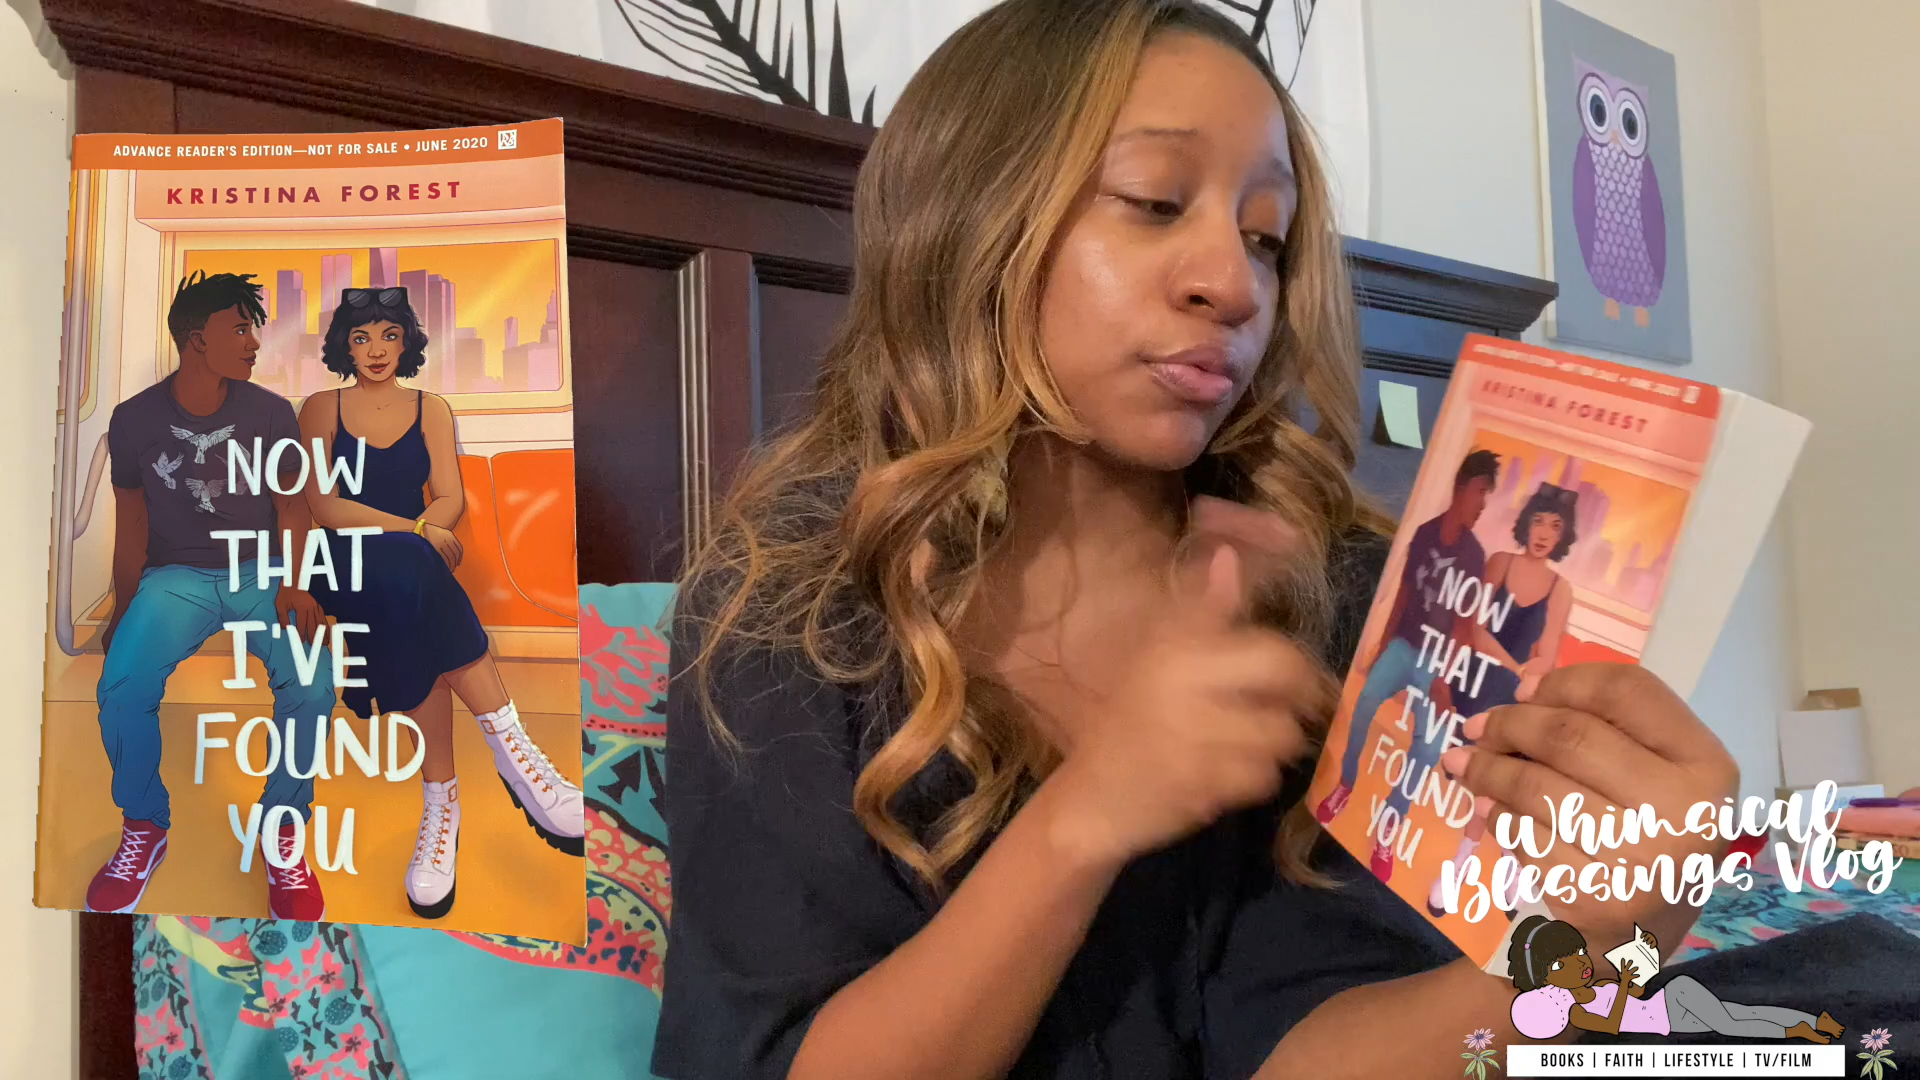 ADVANCE READER'S EDITION—NOT FOR SALE • JUNE 2020
KRISTINA FOREST
NOW
THAT
I'VE
FOUND
YOU
KRISTINA FOREST
NOW
THAT
I'VE
FOUND
YOU
Whimsical
Blessings Vlog
BOOKS | FAITH | LIFESTYLE | TV/FILM